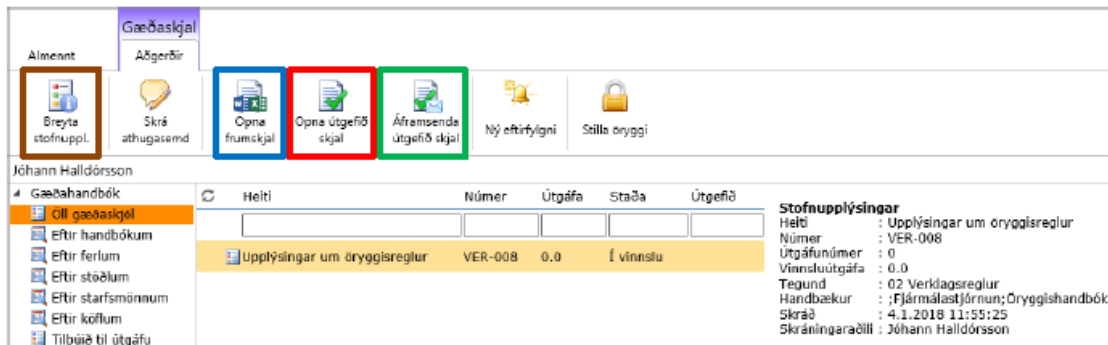 Gæðaskjal
Almennt Aðgerðir
Breyta stofnuppl.
Skrá athugasemd
Opna frumskjal
Opna útgefið skjal
Áframsenda útgefið skjal
Ný eftirfylgni
Stilla öryggi
Jóhann Halldórsson
Gæðahandbók
Öll gæðaskjöl
Eftir handbókum
Eftir ferlum
Eftir stöðlum
Eftir starfsmönnum
Eftir köflum
Tilbúið til útgáfu
Heiti Númer Útgáfa Staða Útgefið
Upplýsingar um öryggisreglur VER-008 0.0 Í vinnslu
Stofnupplýsingar
Heiti : Upplýsingar um öryggisreglur
Númer : VER-008
Útgáfunúmer : 0
Vinnsluútgáfa : 0.0
Tegund : 02 Verklagsreglur
Handbækur : ;Fjármálastjórnun;Öryggishandbók
Skráð : 4.1.2018 11:55:25
Skráningaraðili : Jóhann Halldórsson